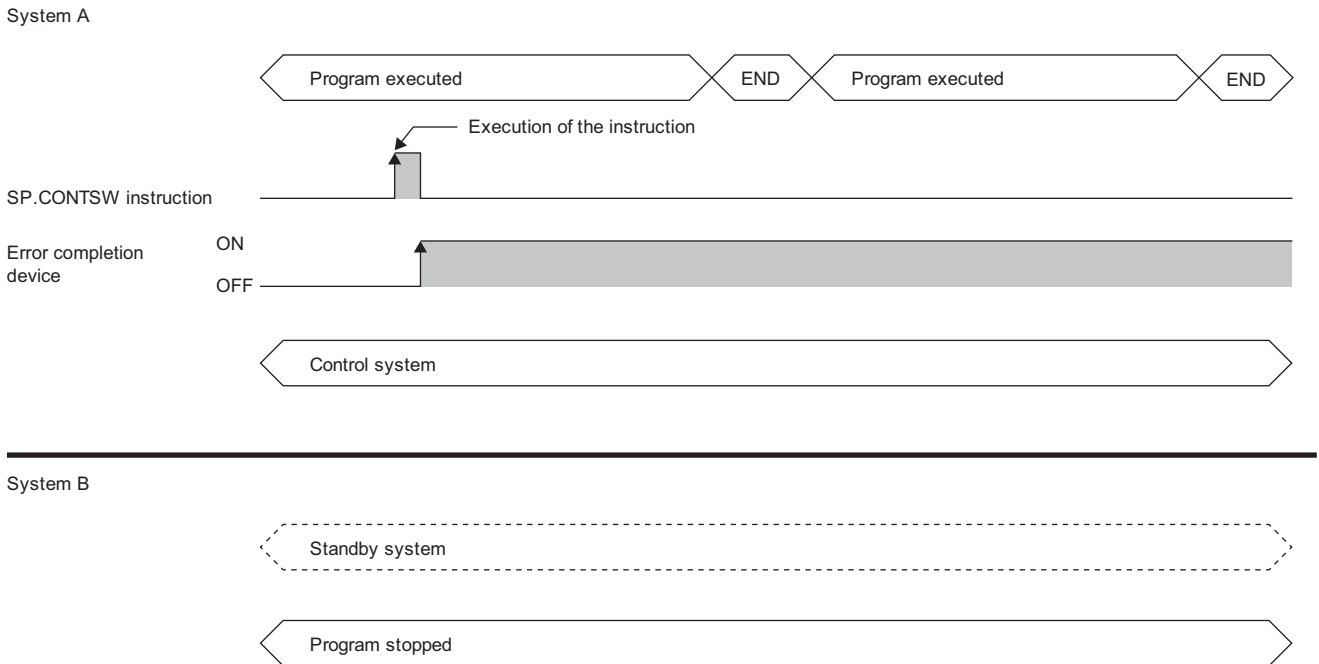 System A
Program executed
END
Program executed
END
Execution of the instruction
SP.CONTSW instruction
Error completion
device
ON
OFF
Control system
System B
Standby system
Program stopped